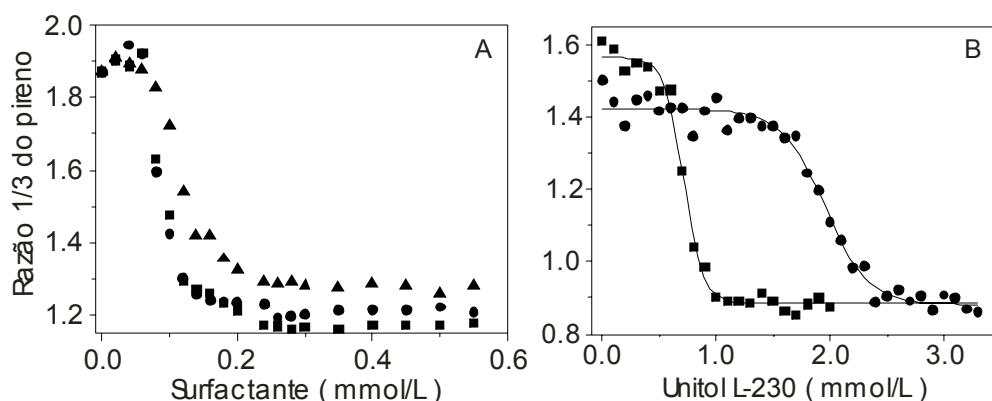 Razão 1/3 do pireno
2.0
1.8
1.6
1.4
1.2
A
0.0 0.2 0.4 0.6
Surfactante ( mmol/L )
1.6
1.4
1.2
1.0
0.8
B
0.0 1.0 2.0 3.0
Unitol L-230 ( mmol/L )